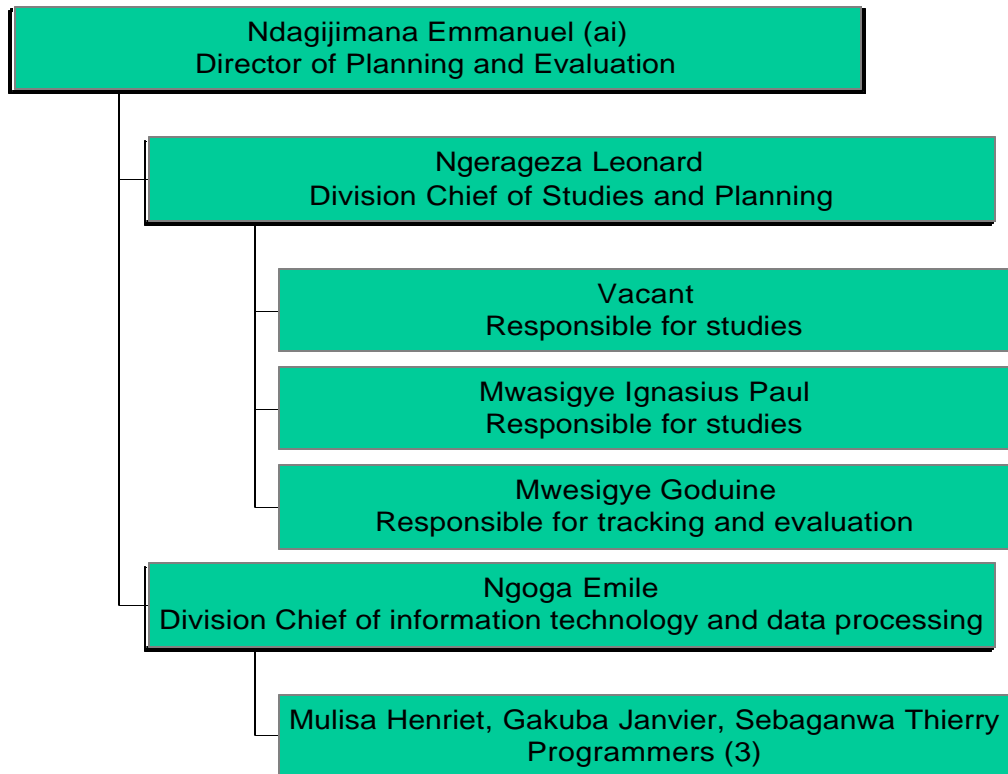 Ndagijimana Emmanuel (ai)
Director of Planning and Evaluation
Ngerageza Leonard
Division Chief of Studies and Planning
Vacant
Responsible for studies
Mwasigye Ignasius Paul
Responsible for studies
Mwesigye Goduine
Responsible for tracking and evaluation
Ngoga Emile
Division Chief of information technology and data processing
Mulisa Henriet, Gakuba Janvier, Sebaganwa Thierry
Programmers (3)